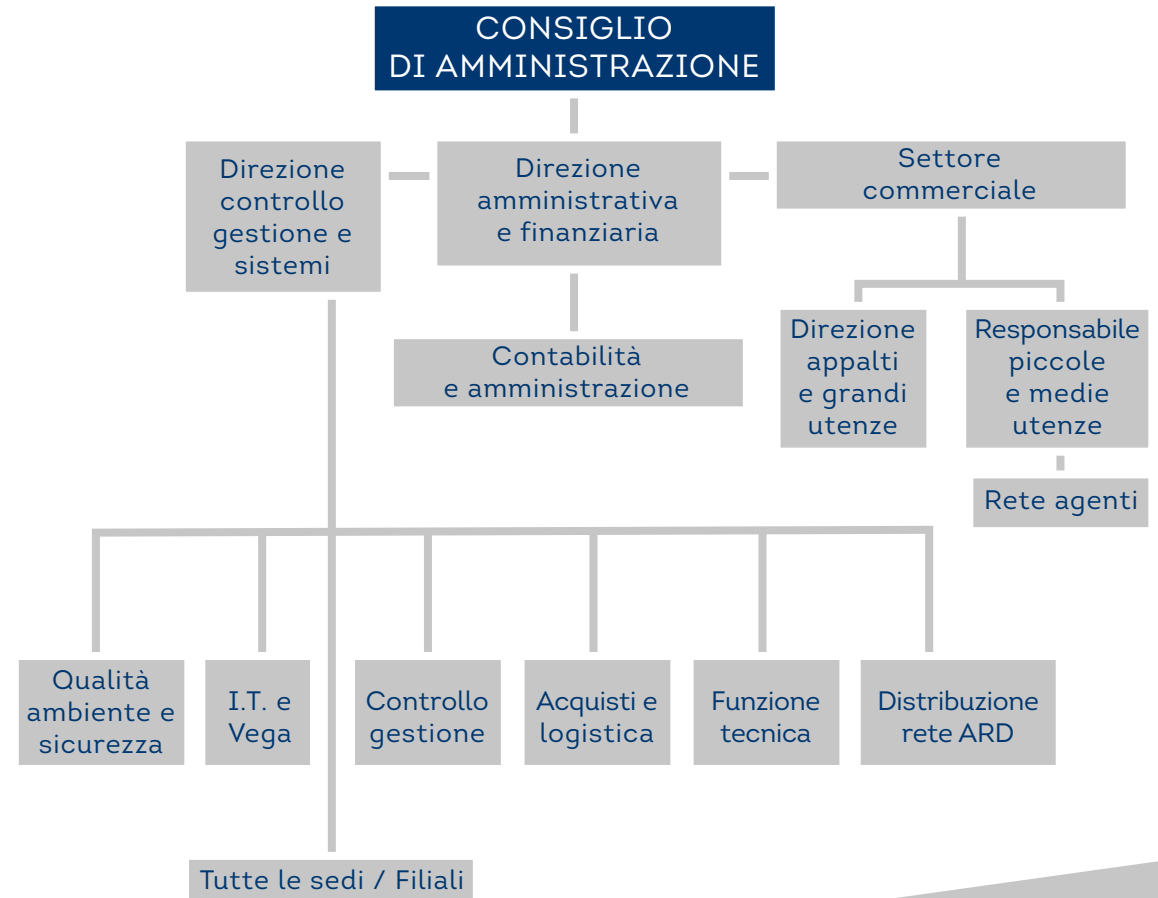 CONSIGLIO
DI AMMINISTRAZIONE
Direzione
controllo
gestione e
sistemi
Direzione
amministrativa
e finanziaria
Settore
commerciale
Contabilità
e amministrazione
Direzione
appalti
e grandi
utenze
Responsabile
piccole
e medie
utenze
Rete agenti
Qualità
ambiente e
sicurezza
I.T. e
Vega
Controllo
gestione
Acquisti e
logistica
Funzione
tecnica
Distribuzione
rete ARD
Tutte le sedi / Filiali